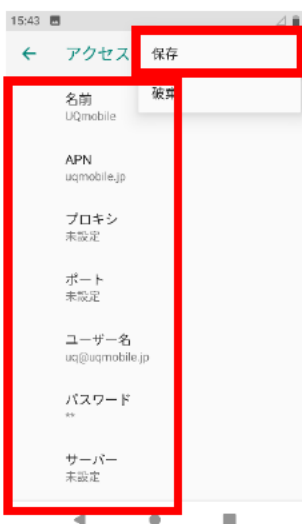 15:43
アクセス
保存
破棄
名前
UQmobile
APN
uqmobile.jp
プロキシ
未設定
ポート
未設定
ユーザー名
uq@uqmobile.jp
パスワード
**
サーバー
未設定